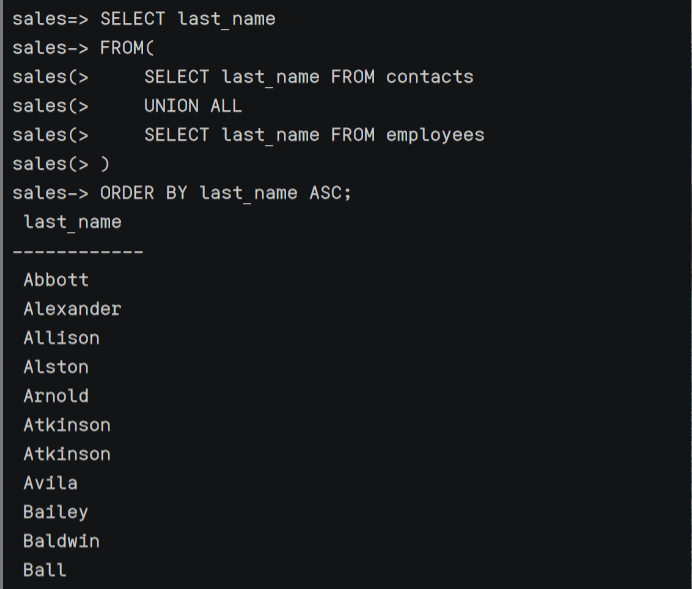 sales=> SELECT last_name
sales-> FROM(
sales(>     SELECT last_name FROM contacts
sales(>     UNION ALL
sales(>     SELECT last_name FROM employees
sales(> )
sales-> ORDER BY last_name ASC;
 last_name
------------
 Abbott
 Alexander
 Allison
 Alston
 Arnold
 Atkinson
 Atkinson
 Avila
 Bailey
 Baldwin
 Ball